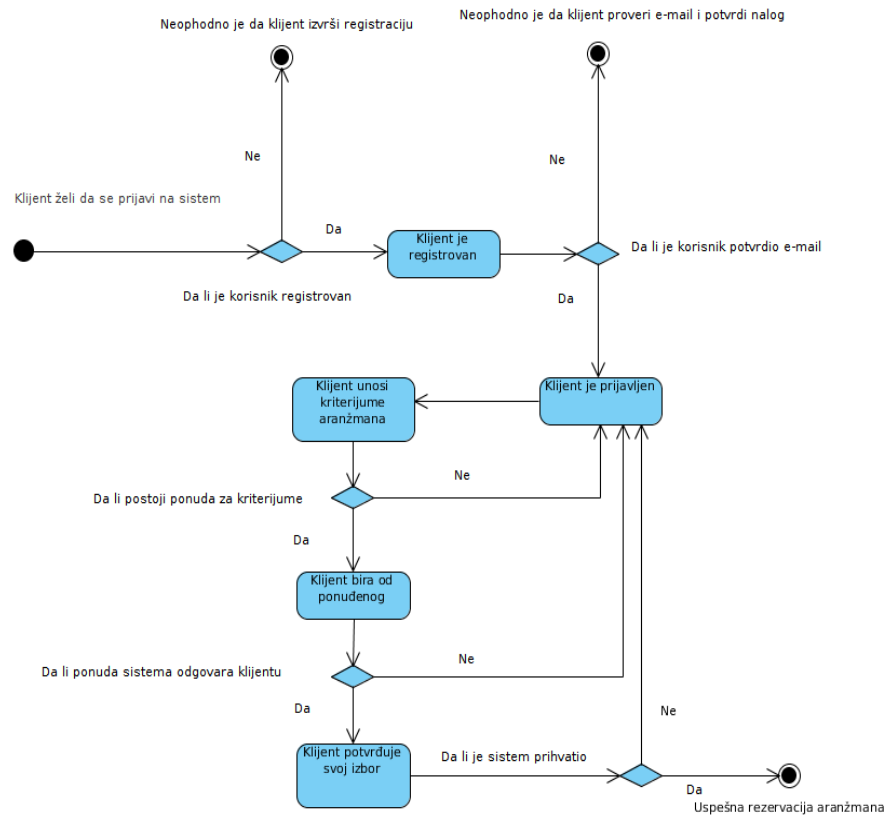 Neophodno je da klijent izvrši registraciju
Neophodno je da klijent proveri e-mail i potvrdi nalog
Ne
Ne
Klijent želi da se prijavi na sistem
Da
Klijent je
registrovan
Da li je korisnik potvrdio e-mail
Da li je korisnik registrovan
Da
Klijent unosi
kriterijume
aranžmana
Klijent je prijavljen
Ne
Da li postoji ponuda za kriterijume
Da
Klijent bira od
ponuđenog
Ne
Da li ponuda sistema odgovara klijentu
Da
Ne
Klijent potvrđuje
svoj izbor
Da li je sistem prihvatio
Da
Uspešna rezervacija aranžmana